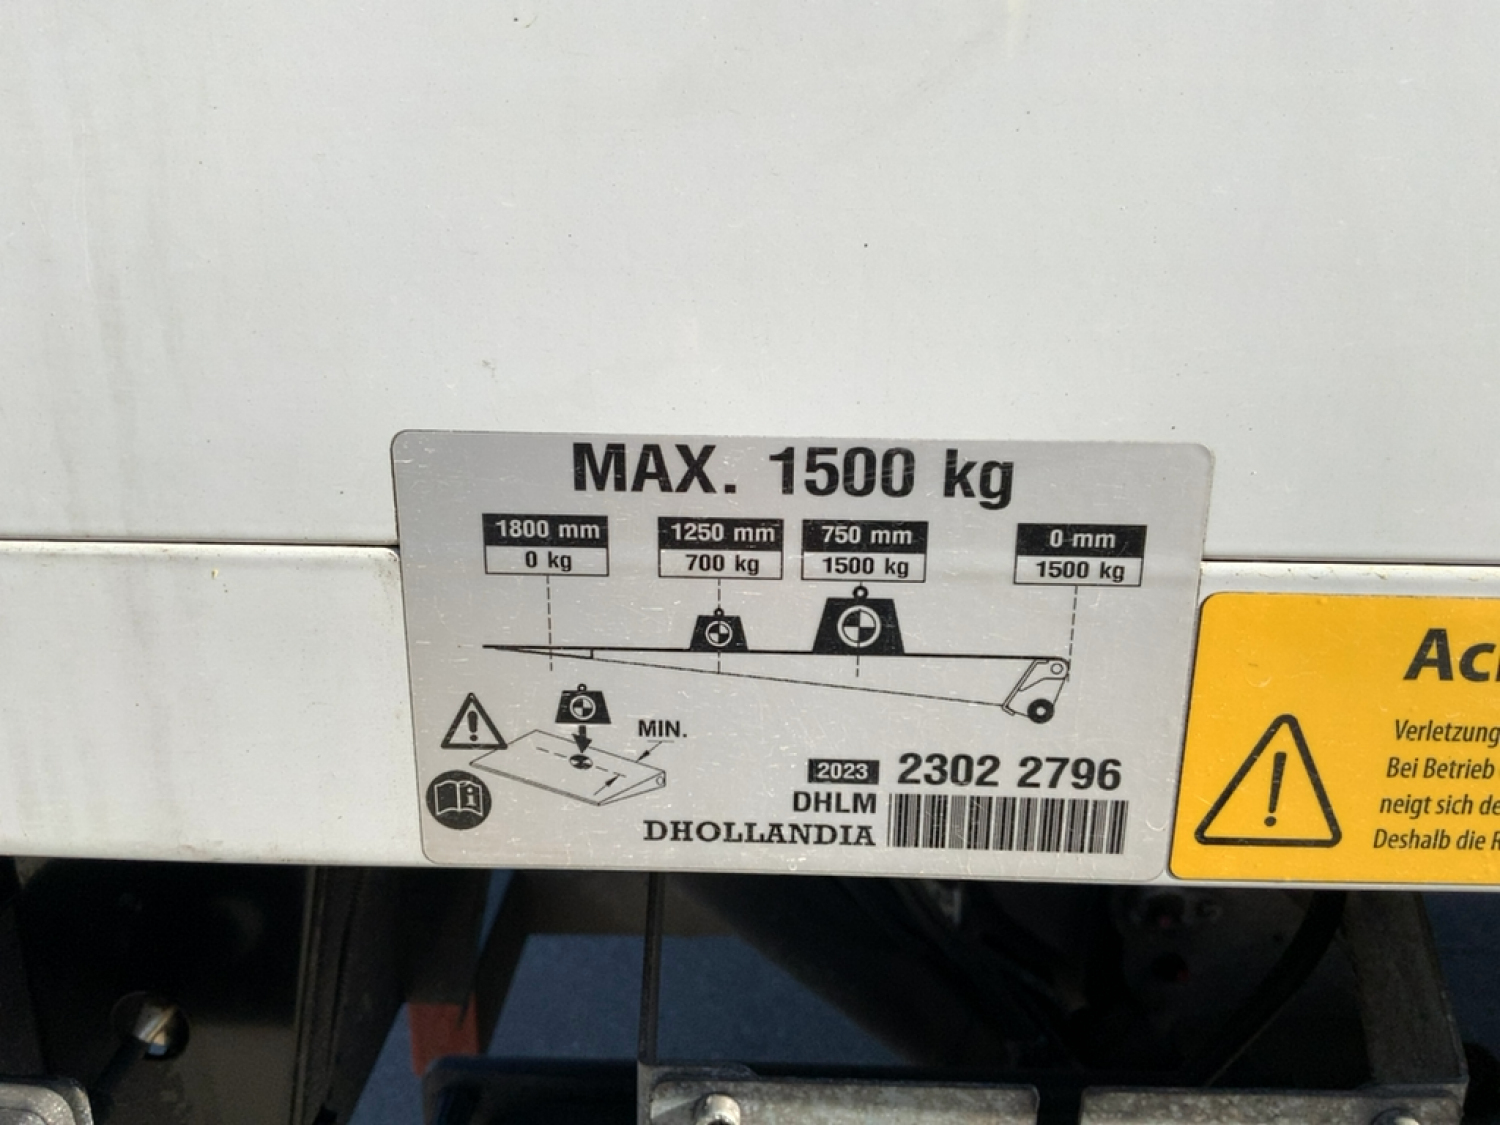 MAX. 1500 kg
1800 mm 1250 mm 750 mm 0 mm
0 kg 700 kg 1500 kg 1500 kg
MIN.
2023 2302 2796
DHLM
DHOLLANDIA
Verletzung
Bei Betrieb
neigt sich
Deshalb die